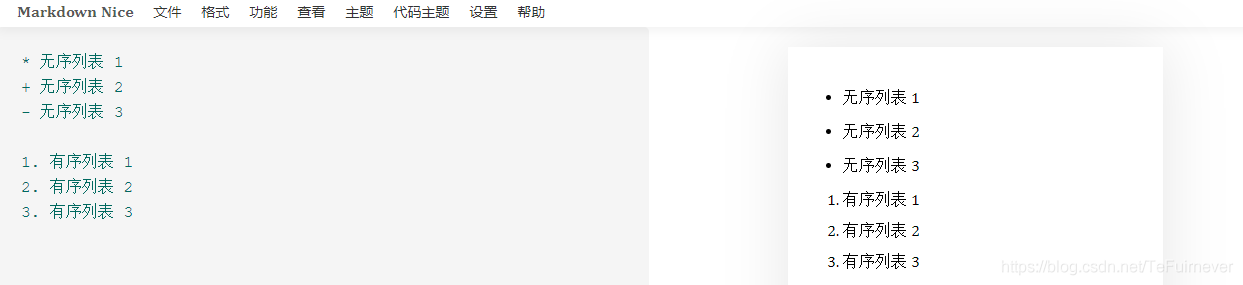 Markdown Nice 文件 格式 功能 查看 主题 代码主题 设置 帮助
* 无序列表 1
+ 无序列表 2
- 无序列表 3
1. 有序列表 1
2. 有序列表 2
3. 有序列表 3
• 无序列表 1
• 无序列表 2
• 无序列表 3
1. 有序列表 1
2. 有序列表 2
3. 有序列表 3
https://blog.csdn.net/TeFuirnever